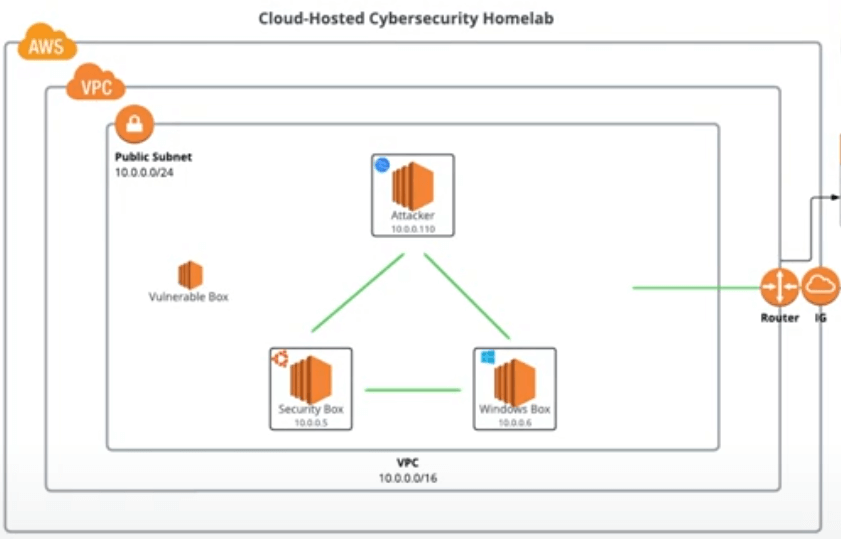 Cloud-Hosted Cybersecurity Homelab
AWS
VPC
Public Subnet
10.0.0.0/24
Attacker
10.0.0.110
Vulnerable Box
Router
IG
Security Box
10.0.0.5
Windows Box
10.0.0.6
VPC
10.0.0.0/16